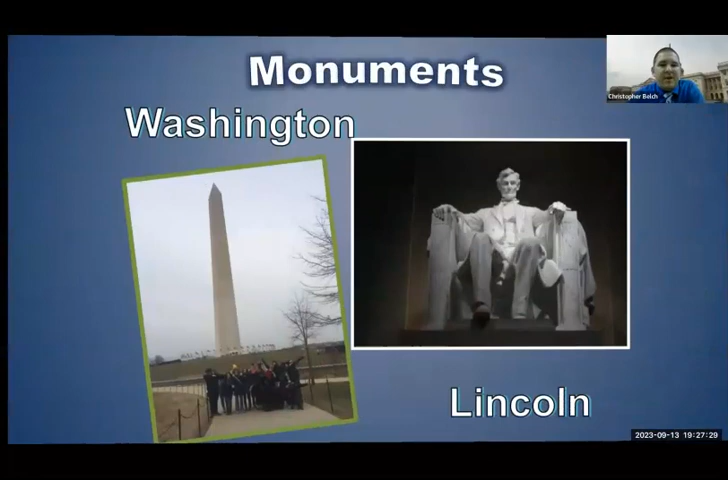 Monuments
Christopher Belch
Washington
Lincoln
2023-09-13 19:27:29